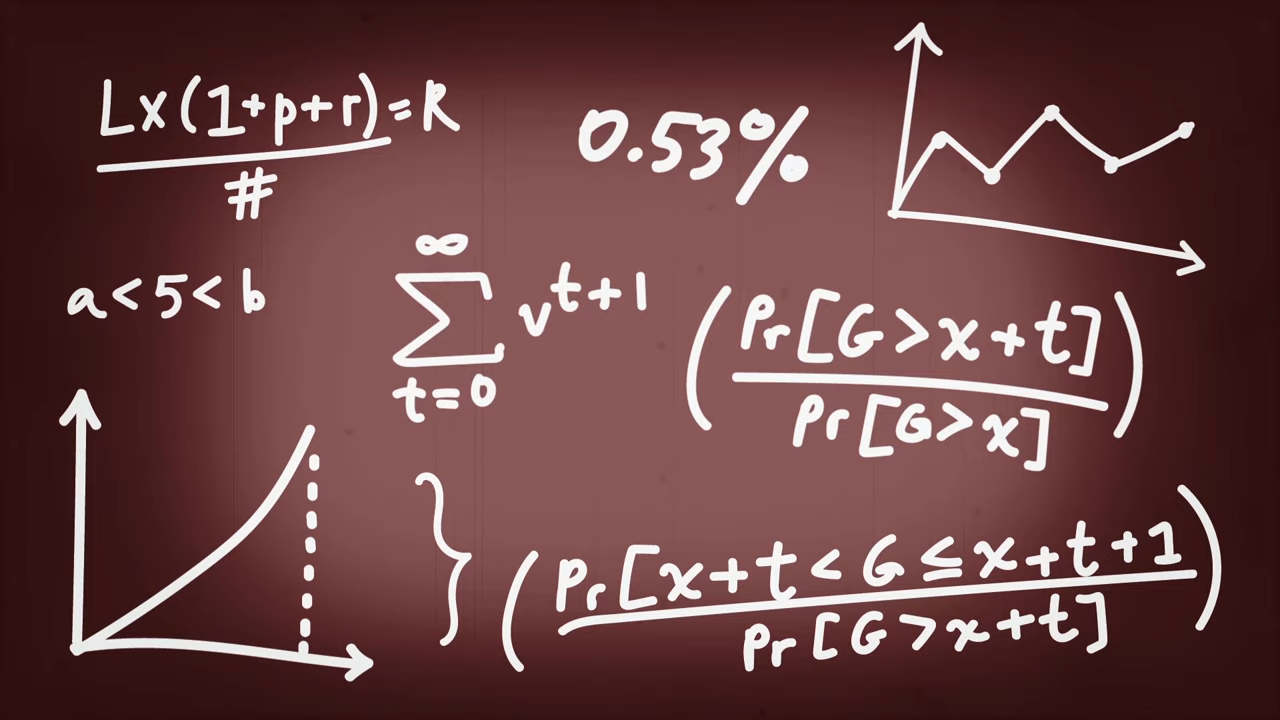 Lx(1+p+r)=R
#
0.53%
a<5<b
∞
∑ v^t+1
t=0
(Pr[G>x+t]
Pr[G>x])
}
(Pr[x+t<G≤x+t+1
Pr[G>x+t])